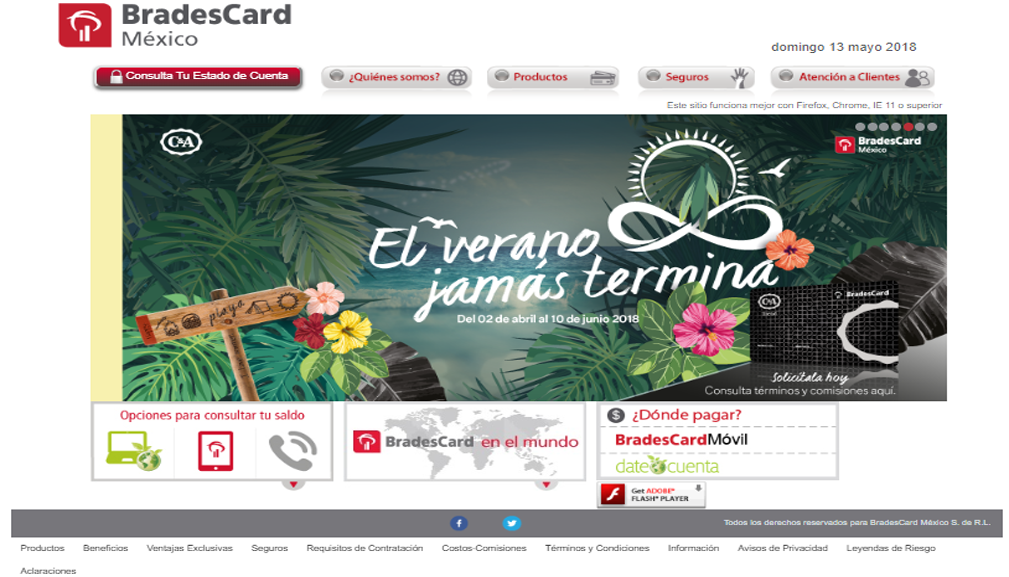 BradesCard
México
domingo 13 mayo 2018
Consulta Tu Estado de Cuenta
¿Quiénes somos?
Productos
Seguros
Atención a Clientes
Este sitio funciona mejor con Firefox, Chrome, IE 11 o superior
C&A
BradesCard
México
El verano
jamás termina
Del 02 de abril al 10 de junio 2018
playa
C&A
BradesCard
Solicítala hoy
Consulta términos y comisiones aquí.
Opciones para consultar tu saldo
BradesCard en el mundo
$ ¿Dónde pagar?
BradesCardMóvil
date cuenta
Get ADOBE®
FLASH® PLAYER
Todos los derechos reservados para BradesCard México S. de R.L.
Productos Beneficios Ventajas Exclusivas Seguros Requisitos de Contratación Costos-Comisiones Términos y Condiciones Información Avisos de Privacidad Leyendas de Riesgo
Aclaraciones